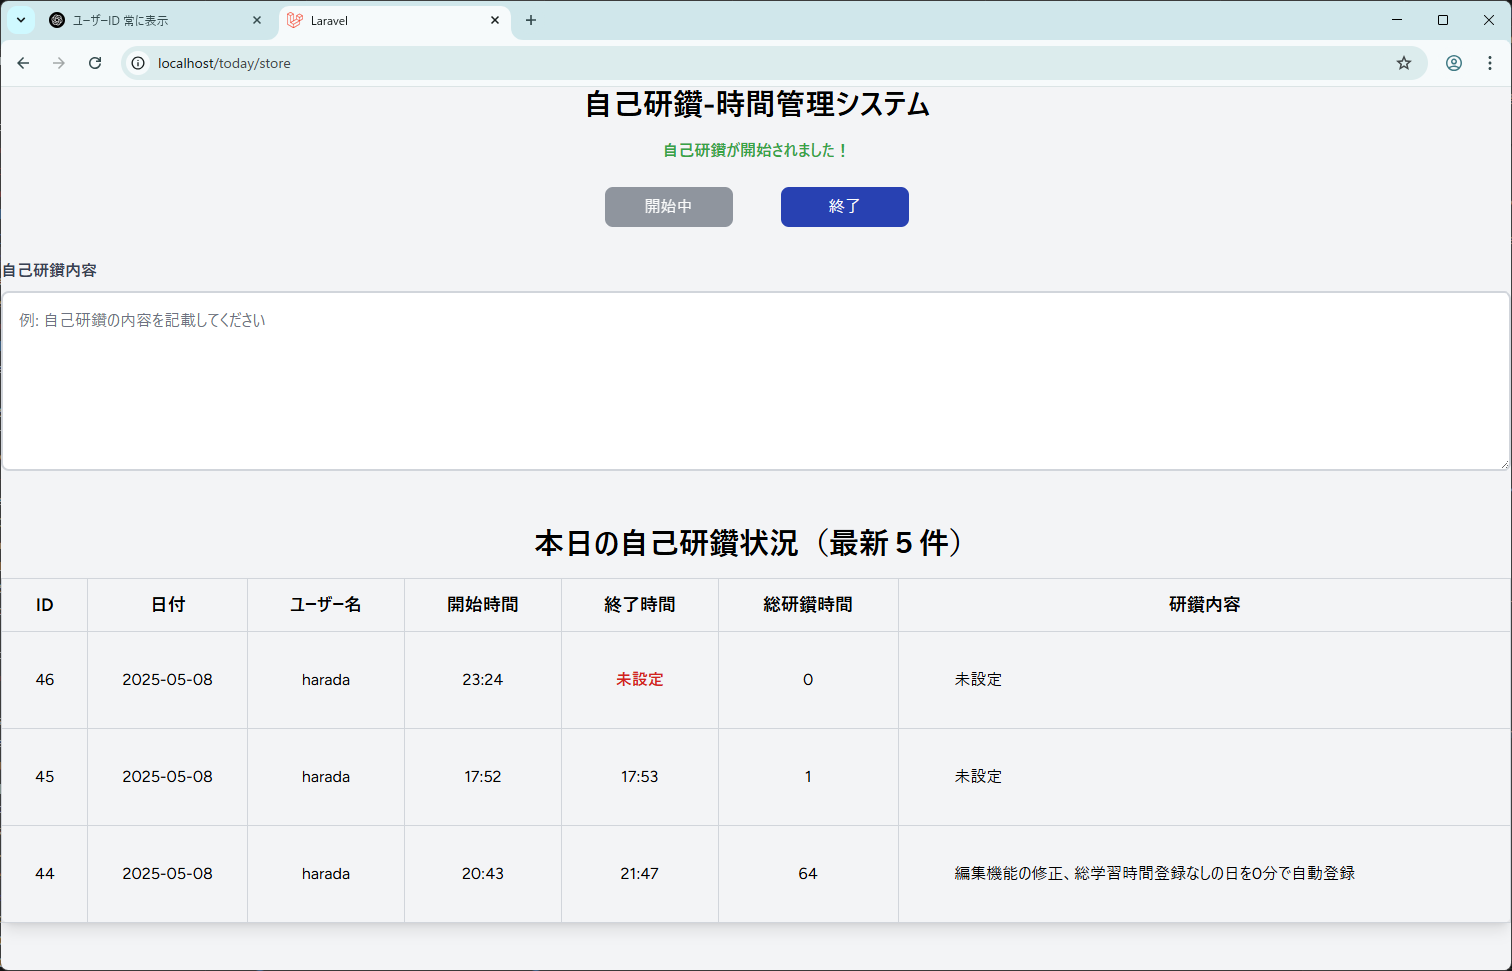 ユーザーID 常に表示
Laravel
localhost/today/store
自己研鑽-時間管理システム
自己研鑽が開始されました！
開始中 終了
自己研鑽内容
例: 自己研鑽の内容を記載してください
本日の自己研鑽状況（最新５件）
ID 日付 ユーザー名 開始時間 終了時間 総研鑽時間 研鑽内容
46 2025-05-08 harada 23:24 未設定 0 未設定
45 2025-05-08 harada 17:52 17:53 1 未設定
44 2025-05-08 harada 20:43 21:47 64 編集機能の修正、総学習時間登録なしの日を0分で自動登録